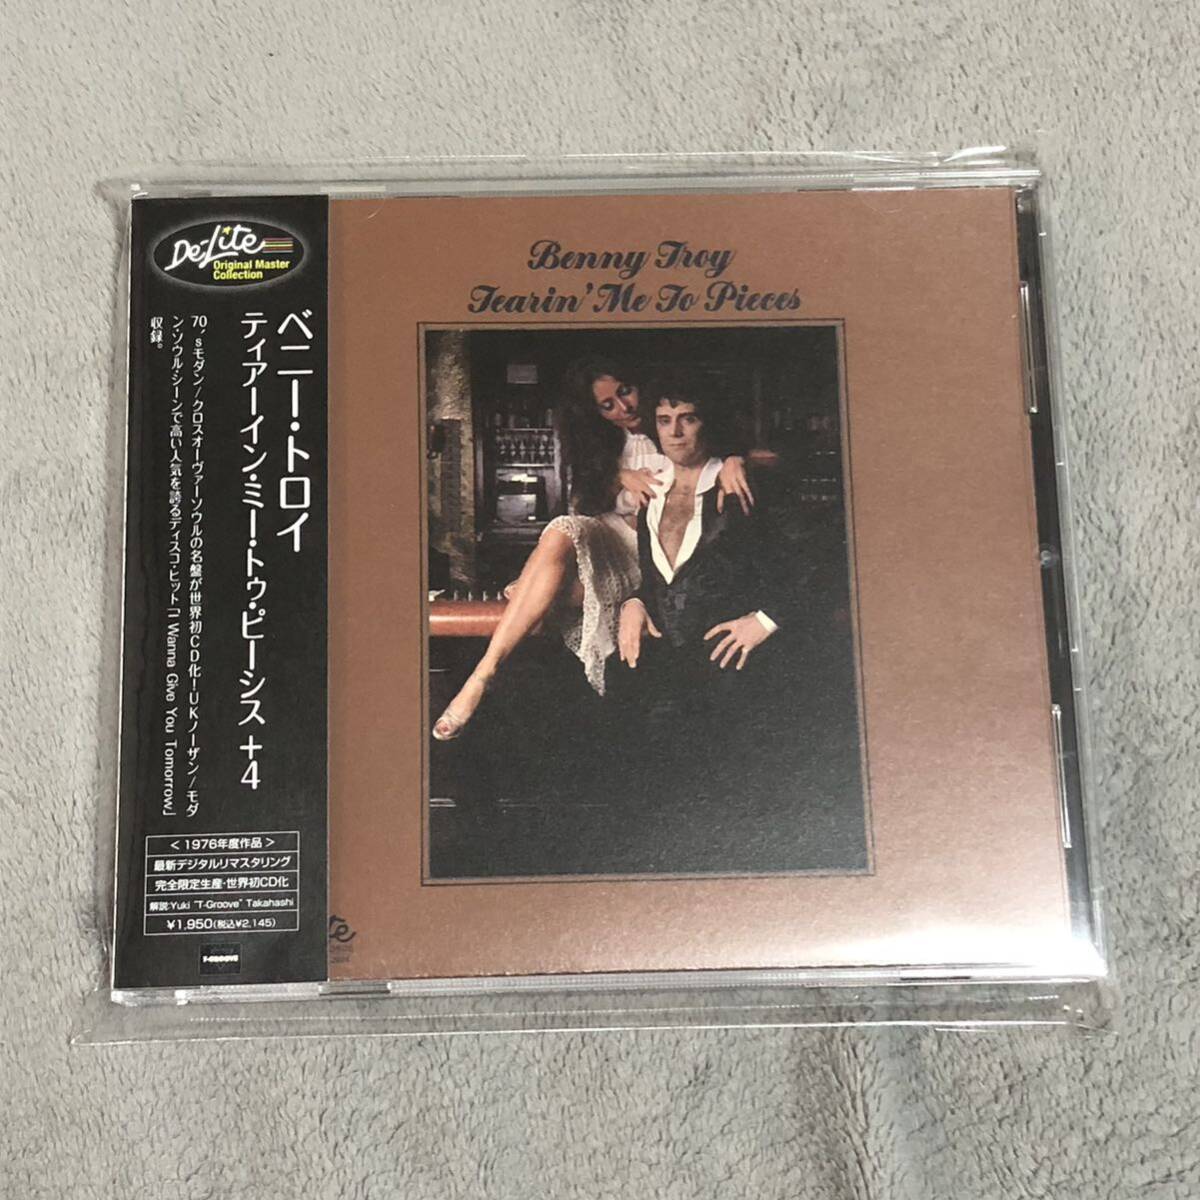 De-Lite
Original Master
Collection
ベニー・トロイ
ティアーイン・ミー・トゥ・ピーシス +4
70'sモダン/クロスオーヴァーソウルの名盤が世界初CD化!UKノーザン/モダ
ン・ソウル・シーンで高い人気を誇るディスコ・ヒット「I Wanna Give You Tomorrow」
収録。
<1976年度作品>
最新デジタルリマスタリング
完全限定生産・世界初CD化
解説:Yuki "T-Groove" Takahashi
¥1,950(税込¥2,145)
T-GROOVE
Benny Troy
Tearin' Me To Pieces